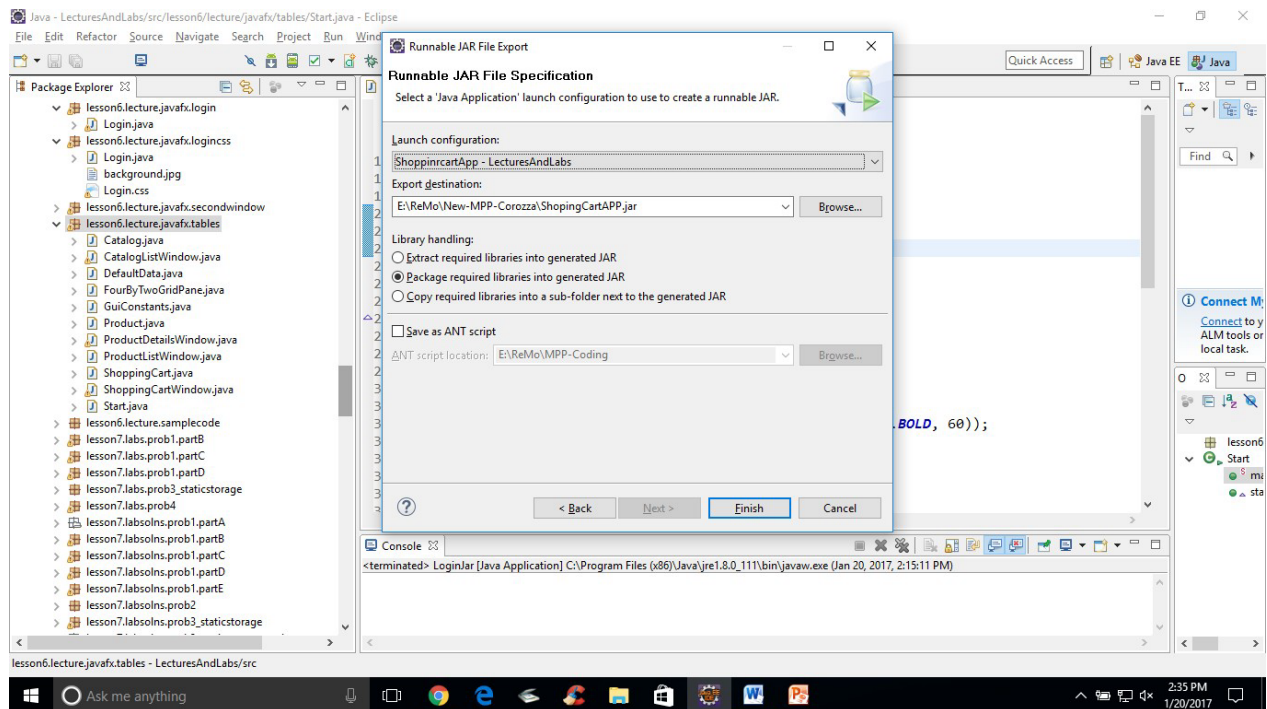 Java - LecturesAndLabs/src/lesson6/lecture/javafx/tables/Start.java - Eclipse
File Edit Refactor Source Navigate Search Project Run Wind
Quick Access
Java EE
Java
Package Explorer
lesson6.lecture.javafx.login
Login.java
lesson6.lecture.javafx.logincss
Login.java
background.jpg
Login.css
lesson6.lecture.javafx.secondwindow
lesson6.lecture.javafx.tables
Catalog.java
CatalogListWindow.java
DefaultData.java
FourByTwoGridPane.java
GuiConstants.java
Product.java
ProductDetailsWindow.java
ProductListWindow.java
ShoppingCart.java
ShoppingCartWindow.java
Start.java
lesson6.lecture.samplecode
lesson7.labs.prob1.partB
lesson7.labs.prob1.partC
lesson7.labs.prob1.partD
lesson7.labs.prob3_staticstorage
lesson7.labs.prob4
lesson7.labsolns.prob1.partA
lesson7.labsolns.prob1.partB
lesson7.labsolns.prob1.partC
lesson7.labsolns.prob1.partD
lesson7.labsolns.prob1.partE
lesson7.labsolns.prob2
lesson7.labsolns.prob3_staticstorage
Runnable JAR File Export
Runnable JAR File Specification
Select a 'Java Application' launch configuration to use to create a runnable JAR.
Launch configuration:
ShoppinrcartApp - LecturesAndLabs
Export destination:
E:\ReMo\New-MPP-Corozza\ShopingCartAPP.jar
Browse...
Library handling:
Extract required libraries into generated JAR
Package required libraries into generated JAR
Copy required libraries into a sub-folder next to the generated JAR
Save as ANT script
ANT script location: E:\ReMo\MPP-Coding
Browse...
< Back Next > Finish Cancel
.BOLD, 60));
Console
<terminated> LoginJar [Java Application] C:\Program Files (x86)\Java\jre1.8.0_111\bin\javaw.exe (Jan 20, 2017, 2:15:11 PM)
T...
Find
Connect My
Connect to y
ALM tools or
local task.
O
lesson6
Start
ma
sta
lesson6.lecture.javafx.tables - LecturesAndLabs/src
Ask me anything
2:35 PM
1/20/2017